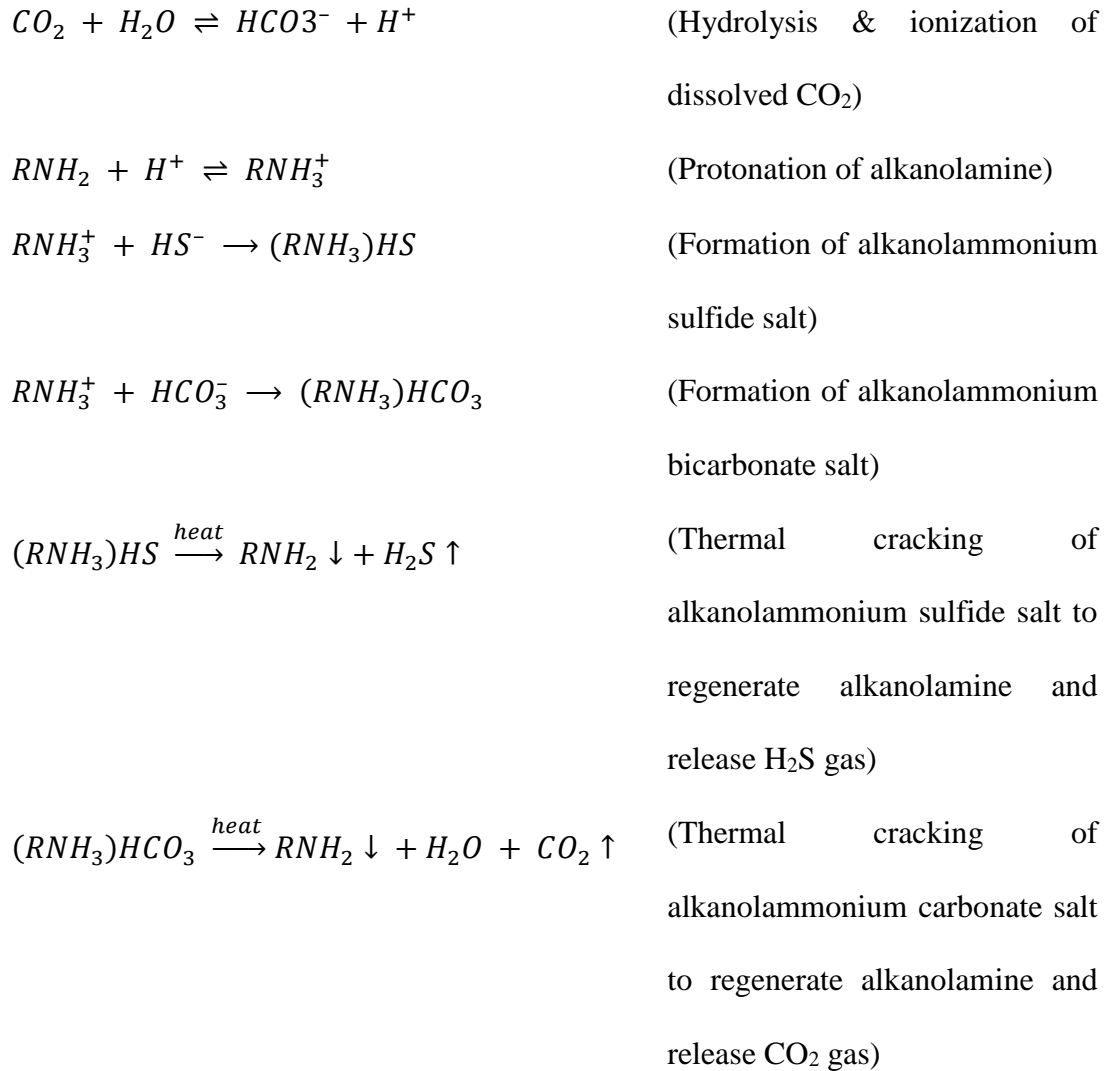 CO₂ + H₂O ⇌ HCO3⁻ + H⁺ (Hydrolysis & ionization of
dissolved CO₂)
RNH₂ + H⁺ ⇌ RNH₃⁺ (Protonation of alkanolamine)
RNH₃⁺ + HS⁻ ⟶ (RNH₃)HS (Formation of alkanolammonium
sulfide salt)
RNH₃⁺ + HCO₃⁻ ⟶ (RNH₃)HCO₃ (Formation of alkanolammonium
bicarbonate salt)
(RNH₃)HS heat⟶ RNH₂ ↓ + H₂S ↑ (Thermal cracking of
alkanolammonium sulfide salt to
regenerate alkanolamine and
release H₂S gas)
(RNH₃)HCO₃ heat⟶ RNH₂ ↓ + H₂O + CO₂ ↑ (Thermal cracking of
alkanolammonium carbonate salt
to regenerate alkanolamine and
release CO₂ gas)